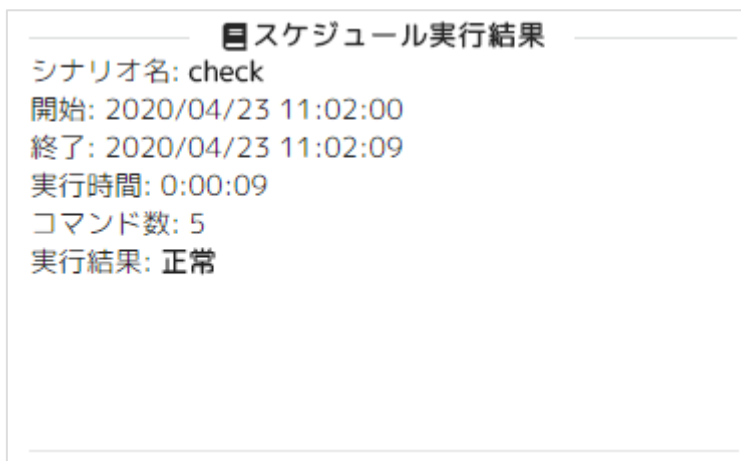 スケジュール実行結果
シナリオ名: check
開始: 2020/04/23 11:02:00
終了: 2020/04/23 11:02:09
実行時間: 0:00:09
コマンド数: 5
実行結果: 正常